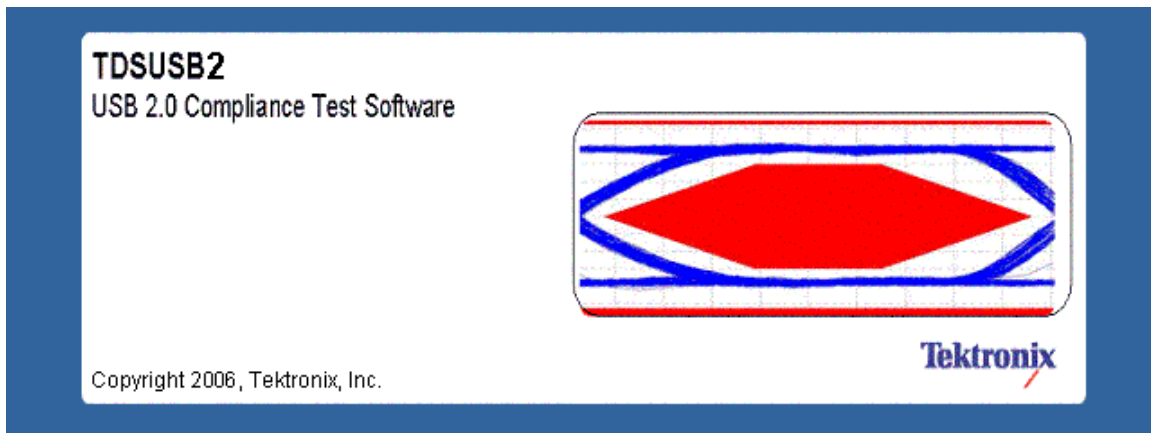 TDSUSB2
USB 2.0 Compliance Test Software
Tektronix
Copyright 2006, Tektronix, Inc.